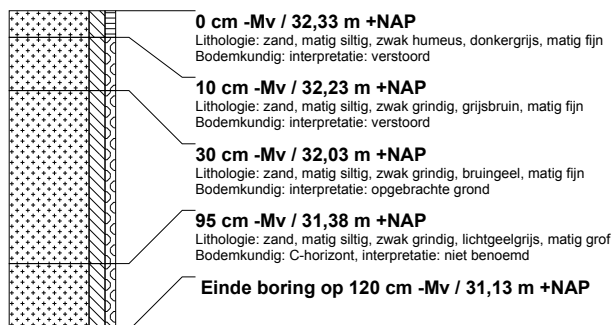 0 cm -Mv / 32,33 m +NAP
Lithologie: zand, matig siltig, zwak humeus, donkergrijs, matig fijn
Bodemkundig: interpretatie: verstoord
10 cm -Mv / 32,23 m +NAP
Lithologie: zand, matig siltig, zwak grindig, grijsbruin, matig fijn
Bodemkundig: interpretatie: verstoord
30 cm -Mv / 32,03 m +NAP
Lithologie: zand, matig siltig, zwak grindig, bruingeel, matig fijn
Bodemkundig: interpretatie: opgebrachte grond
95 cm -Mv / 31,38 m +NAP
Lithologie: zand, matig siltig, zwak grindig, lichtgeelgrijs, matig grof
Bodemkundig: C-horizont, interpretatie: niet benoemd
Einde boring op 120 cm -Mv / 31,13 m +NAP